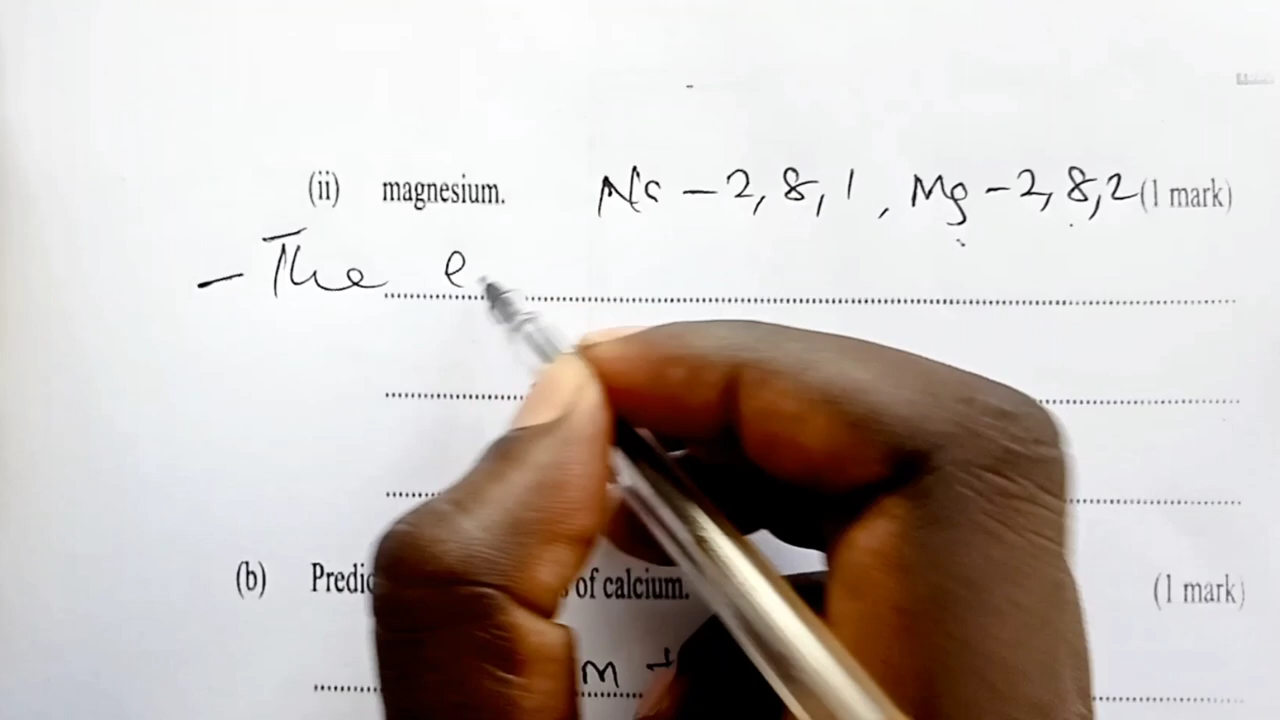 (ii) magnesium. Na – 2, 8, 1 , Mg – 2, 8, 2 (1 mark)
– The e
(b) Predic of calcium. (1 mark)
m +